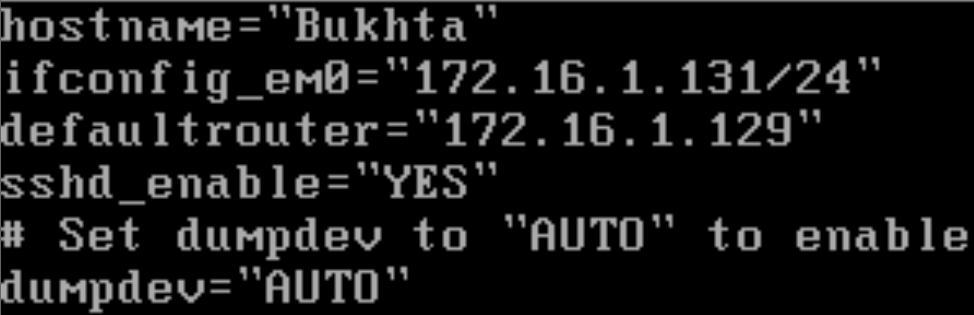 hostname="Bukhta"
ifconfig_em0="172.16.1.131/24"
defaultrouter="172.16.1.129"
sshd_enable="YES"
# Set dumpdev to "AUTO" to enable
dumpdev="AUTO"